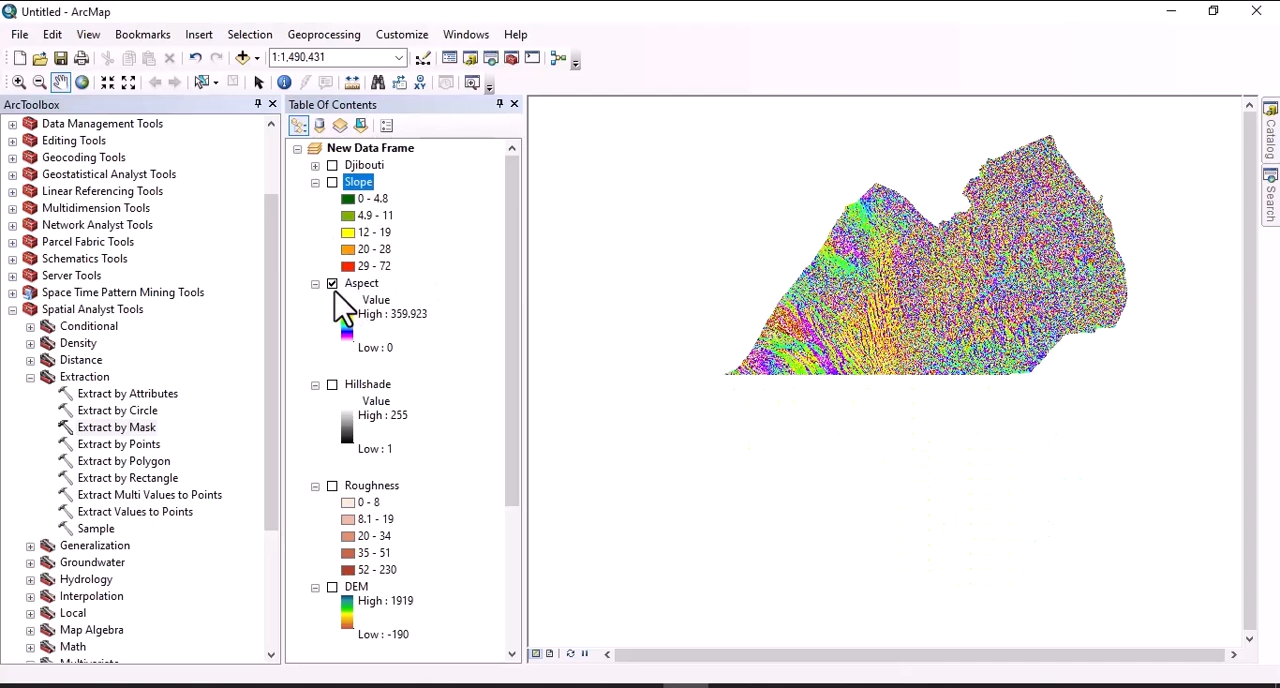 Untitled - ArcMap
File Edit View Bookmarks Insert Selection Geoprocessing Customize Windows Help
1:1,490,431
ArcToolbox
Data Management Tools
Editing Tools
Geocoding Tools
Geostatistical Analyst Tools
Linear Referencing Tools
Multidimension Tools
Network Analyst Tools
Parcel Fabric Tools
Schematics Tools
Server Tools
Space Time Pattern Mining Tools
Spatial Analyst Tools
Conditional
Density
Distance
Extraction
Extract by Attributes
Extract by Circle
Extract by Mask
Extract by Points
Extract by Polygon
Extract by Rectangle
Extract Multi Values to Points
Extract Values to Points
Sample
Generalization
Groundwater
Hydrology
Interpolation
Local
Map Algebra
Math
Multivariate
Table Of Contents
New Data Frame
Djibouti
Slope
0 - 4.8
4.9 - 11
12 - 19
20 - 28
29 - 72
Aspect
Value
High : 359.923
Low : 0
Hillshade
Value
High : 255
Low : 1
Roughness
0 - 8
8.1 - 19
20 - 34
35 - 51
52 - 230
DEM
High : 1919
Low : -190
XY
Catalog
Search